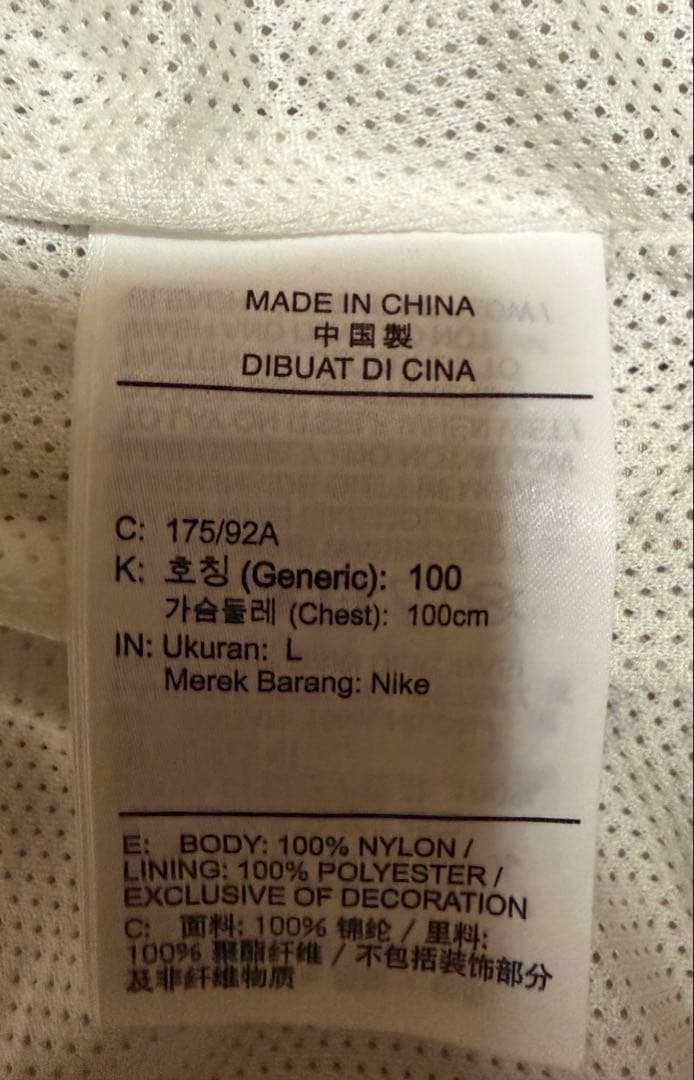 MADE IN CHINA
中国製
DIBUAT DI CINA
C: 175/92A
K: 호칭 (Generic): 100
가슴둘레 (Chest): 100cm
IN: Ukuran: L
Merek Barang: Nike
E: BODY: 100% NYLON /
LINING: 100% POLYESTER /
EXCLUSIVE OF DECORATION
C: 面料: 100% 锦纶 / 里料:
100% 聚酯纤维 / 不包括装饰部分
及非纤维物质